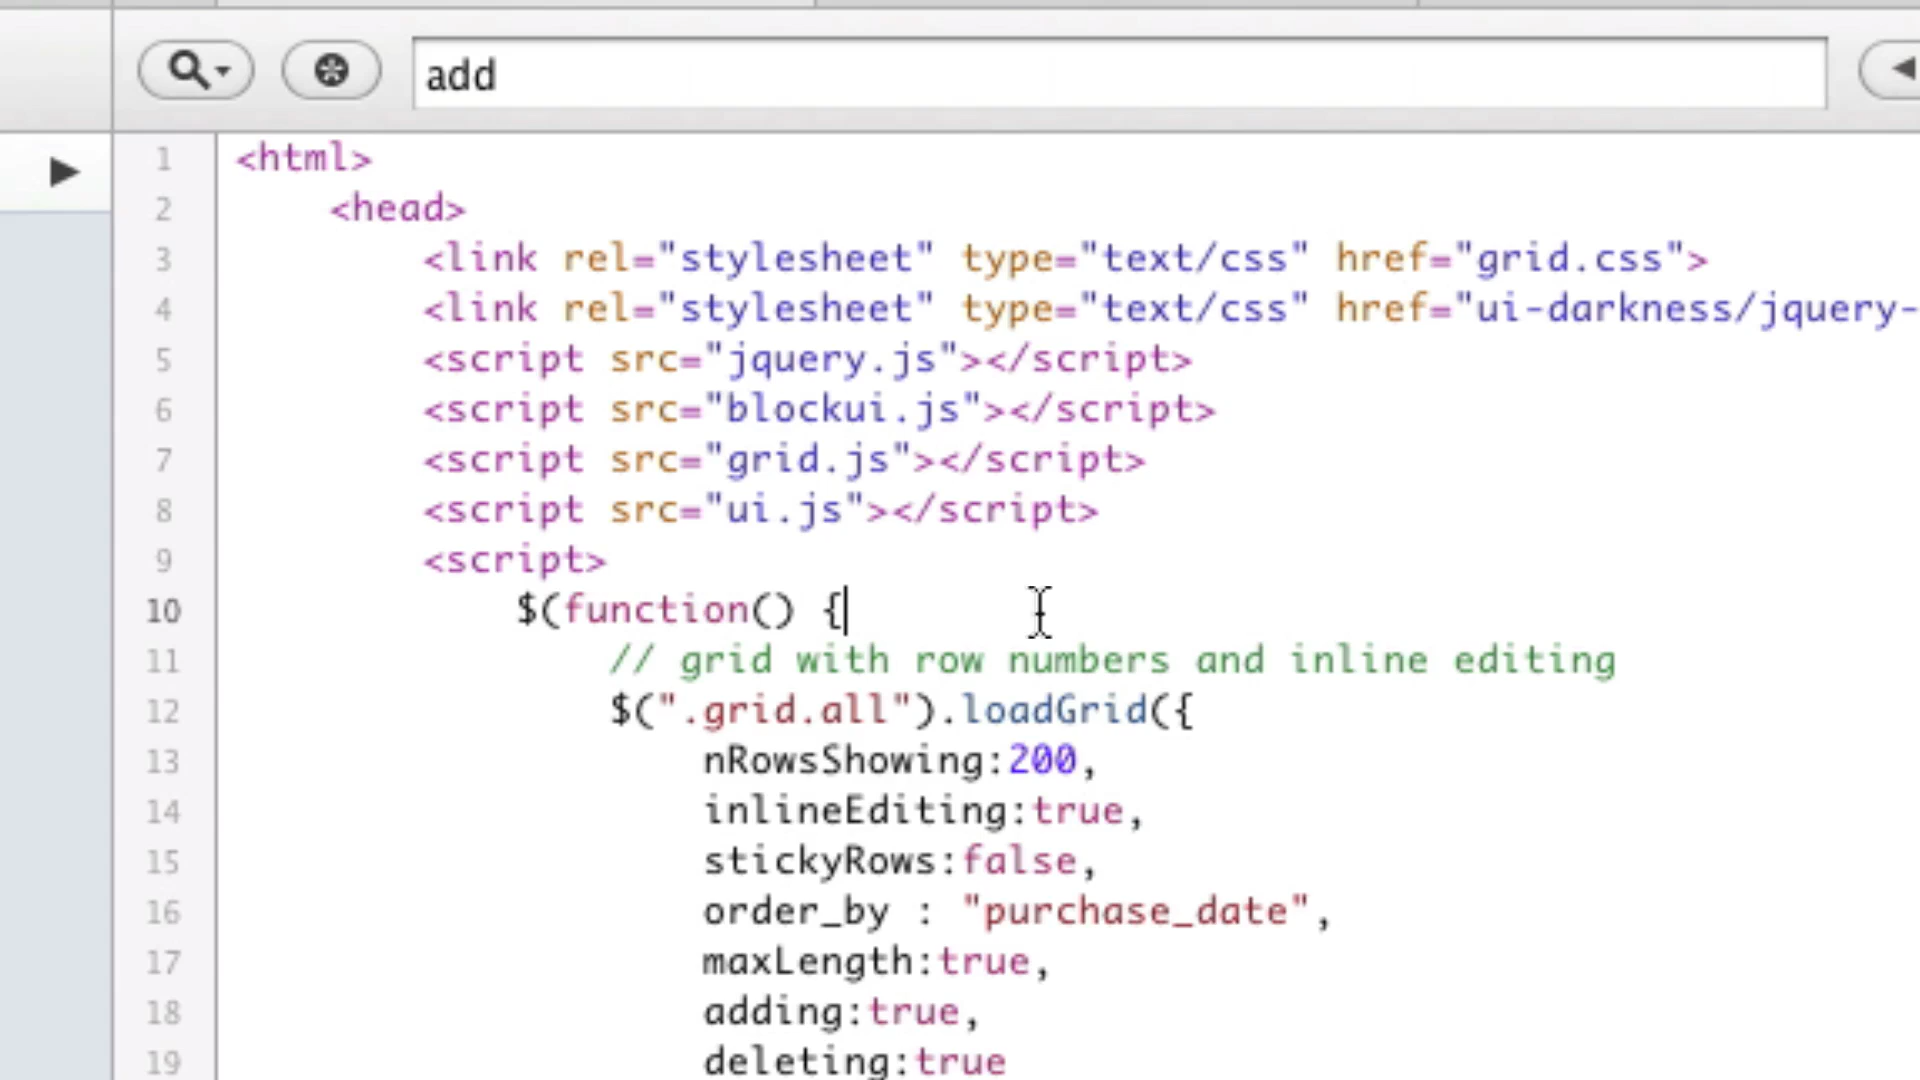 add
1 <html>
2 <head>
3 <link rel="stylesheet" type="text/css" href="grid.css">
4 <link rel="stylesheet" type="text/css" href="ui-darkness/jquery-
5 <script src="jquery.js"></script>
6 <script src="blockui.js"></script>
7 <script src="grid.js"></script>
8 <script src="ui.js"></script>
9 <script>
10 $(function() {
11 // grid with row numbers and inline editing
12 $(".grid.all").loadGrid({
13 nRowsShowing:200,
14 inlineEditing:true,
15 stickyRows:false,
16 order_by : "purchase_date",
17 maxLength:true,
18 adding:true,
19 deleting:true